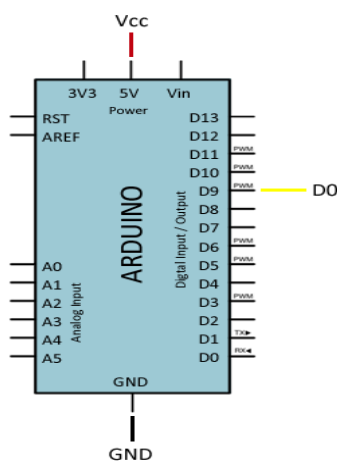 Vcc
3V3 5V Vin
Power
RST
AREF
D13
D12
D11 PWM
D10 PWM
D9 PWM D0
D8
D7
D6 PWM
D5 PWM
D4
D3 PWM
D2
D1 TX▶
D0 RX◀
ARDUINO
Digtal Input / Output
A0
A1
A2
A3
A4
A5
Analog Input
GND
GND